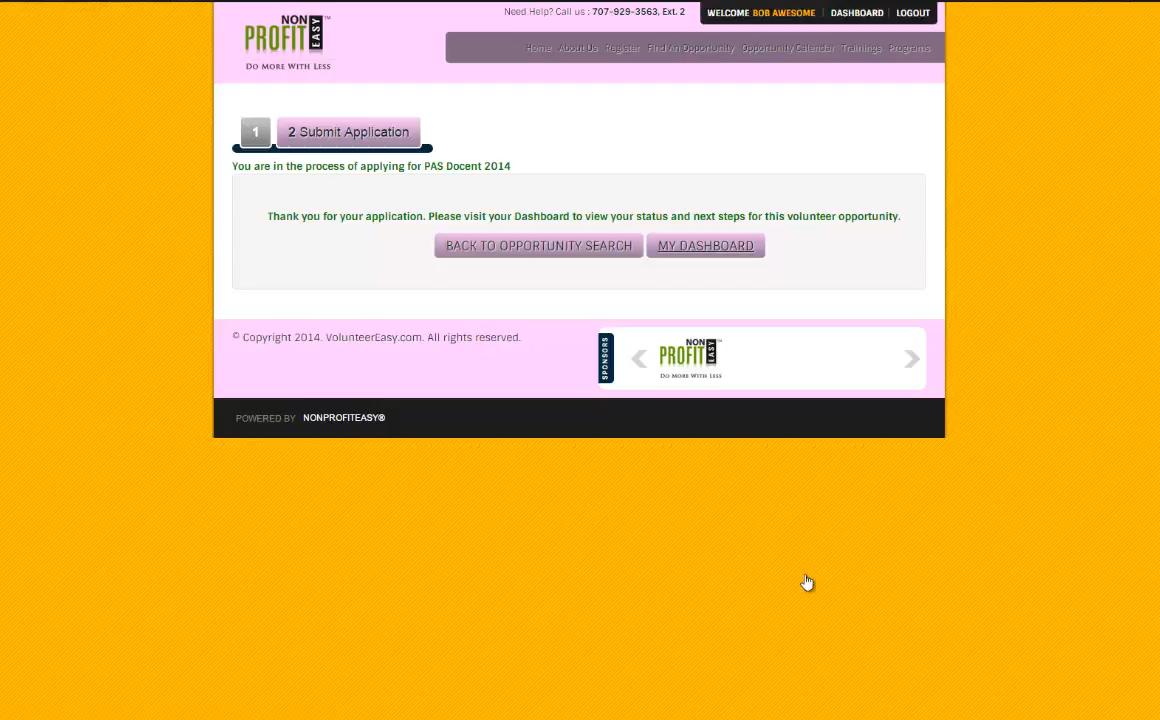 Need Help? Call us : 707-929-3563, Ext. 2
WELCOME BOB AWESOME | DASHBOARD | LOGOUT
NON
PROFIT EASY™
DO MORE WITH LESS
Home About Us Register Find An Opportunity Opportunity Calendar Trainings Programs
1
2 Submit Application
You are in the process of applying for PAS Docent 2014
Thank you for your application. Please visit your Dashboard to view your status and next steps for this volunteer opportunity.
BACK TO OPPORTUNITY SEARCH MY DASHBOARD
© Copyright 2014. VolunteerEasy.com. All rights reserved.
SPONSORS
NON
PROFIT EASY™
DO MORE WITH LESS
POWERED BY NONPROFITEASY®